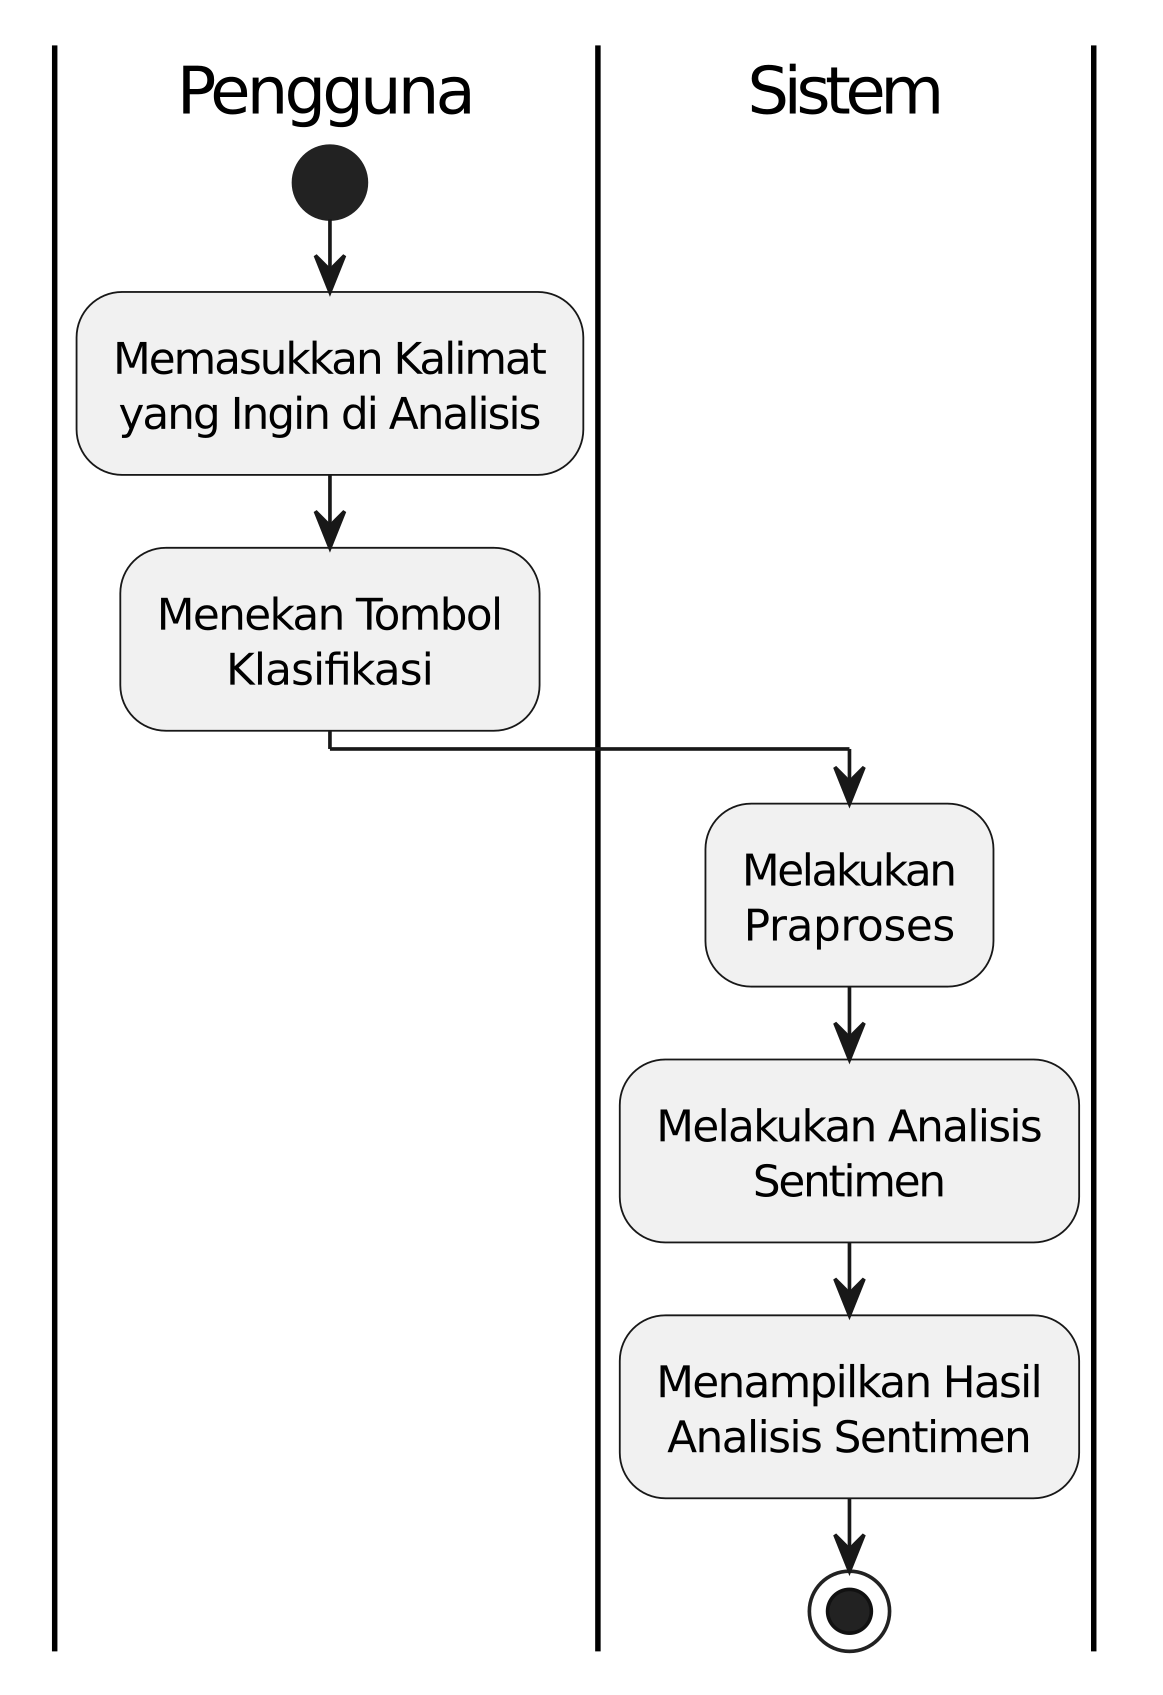 Pengguna
Sistem
Memasukkan Kalimat
yang Ingin di Analisis
Menekan Tombol
Klasifikasi
Melakukan
Praproses
Melakukan Analisis
Sentimen
Menampilkan Hasil
Analisis Sentimen